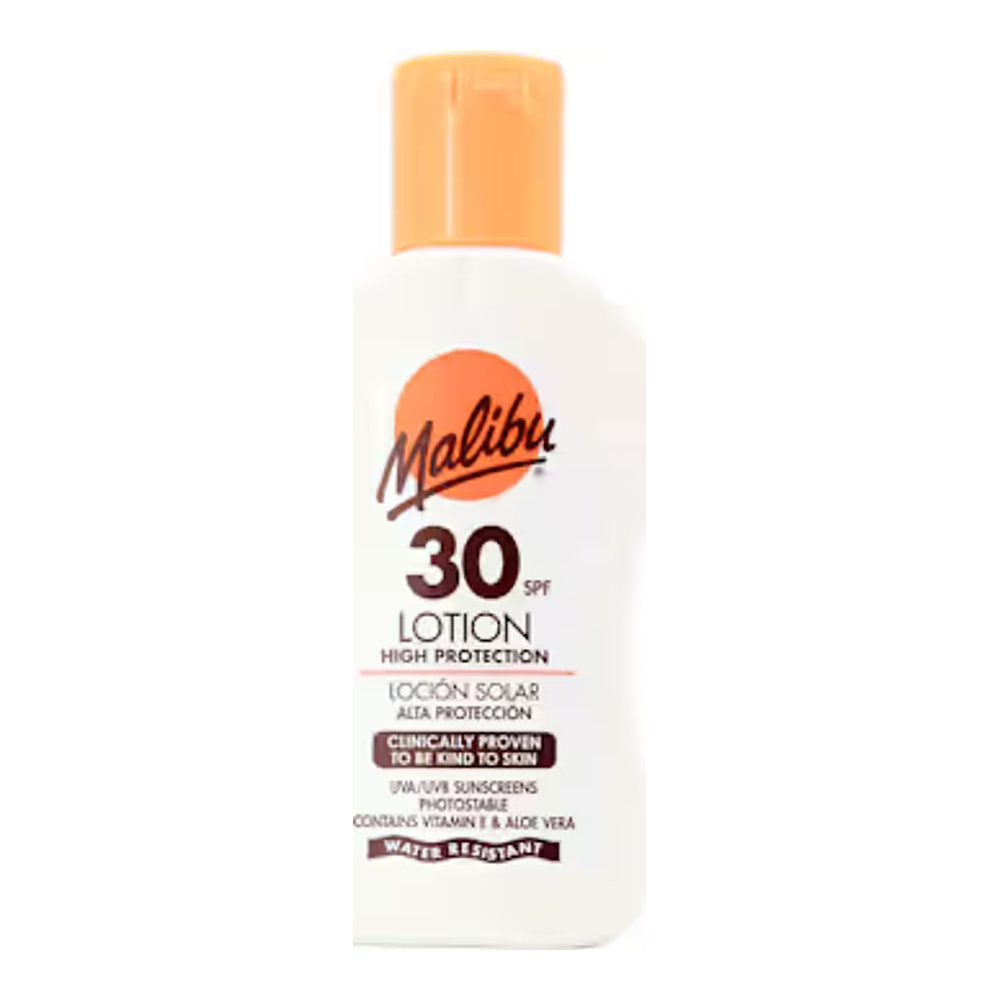 Malibu
30 SPF
LOTION
HIGH PROTECTION
LOCIÓN SOLAR
ALTA PROTECCIÓN
CLINICALLY PROVEN
TO BE KIND TO SKIN
UVA/UVB SUNSCREENS
PHOTOSTABLE
CONTAINS VITAMIN E & ALOE VERA
WATER RESISTANT